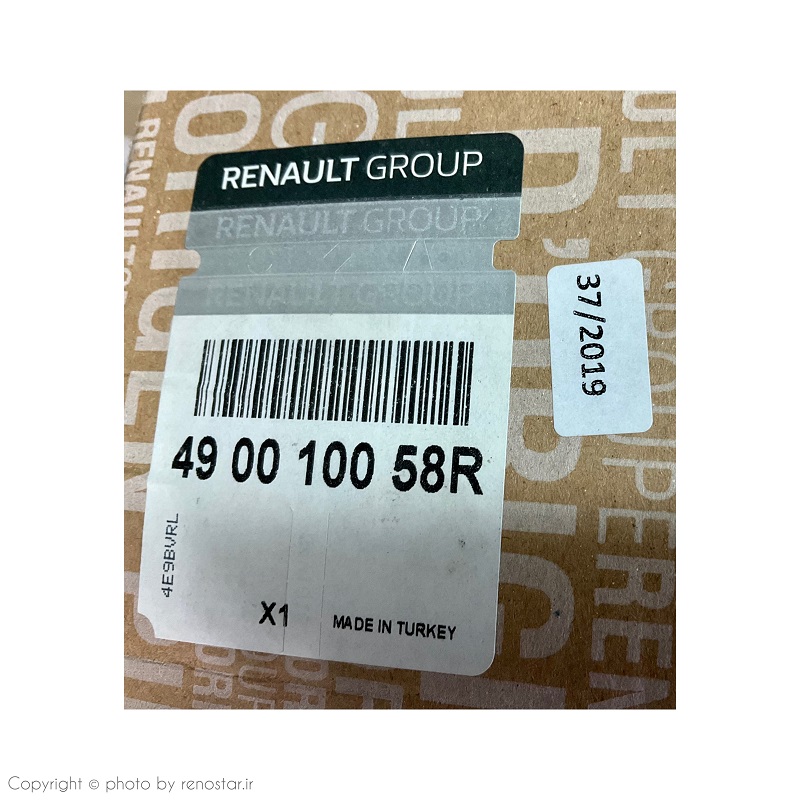 RENAULT GROUP
RENAULT GROUP
RENAULT GROUP
49 00 100 58R
4E9BVRL
X1
MADE IN TURKEY
37/2019
Copyright © photo by renostar.ir